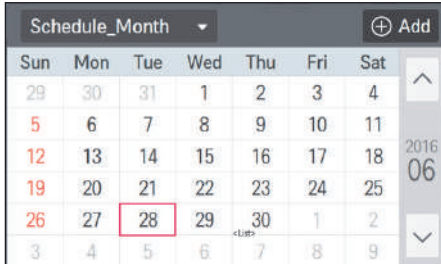 Schedule_Month Add
Sun Mon Tue Wed Thu Fri Sat
29 30 31 1 2 3 4
5 6 7 8 9 10 11
12 13 14 15 16 17 18
2016
06
19 20 21 22 23 24 25
26 27 28 29 30 1 2
<List>
3 4 5 6 7 8 9